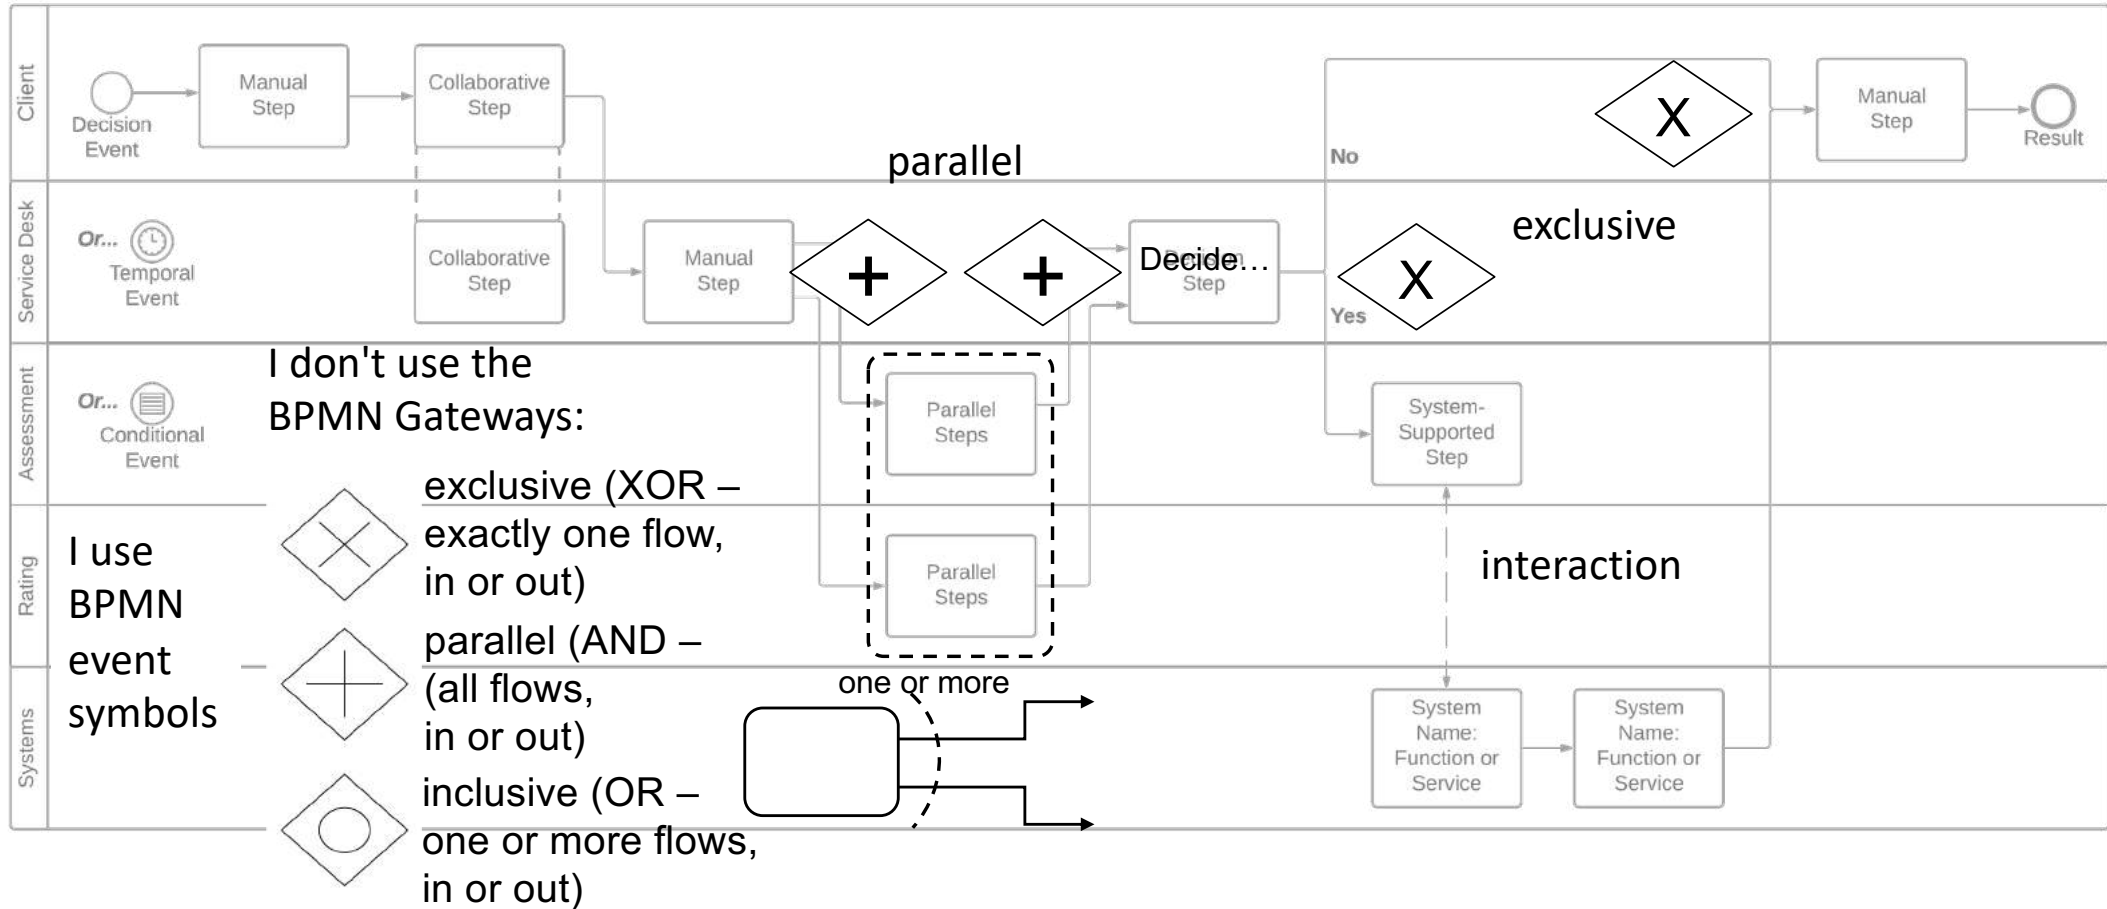 Client
Decision
Event
Manual
Step
Collaborative
Step
parallel
No
X
Manual
Step
Result
Service Desk
Or...
Temporal
Event
Collaborative
Step
Manual
Step
+
+
Decide…
Decision
Step
Yes
X
exclusive
Assessment
Or...
Conditional
Event
I don't use the
BPMN Gateways:
Parallel
Steps
System-
Supported
Step
Rating
I use
BPMN
event
symbols
exclusive (XOR –
exactly one flow,
in or out)
parallel (AND –
(all flows,
in or out)
inclusive (OR –
one or more flows,
in or out)
Parallel
Steps
interaction
Systems
one or more
System
Name:
Function or
Service
System
Name:
Function or
Service